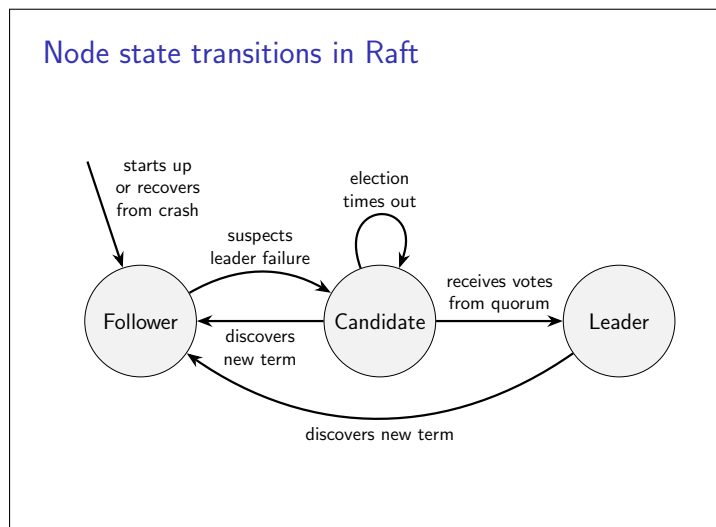 Node state transitions in Raft
starts up
or recovers
from crash
suspects
leader failure
election
times out
receives votes
from quorum
Follower
Candidate
Leader
discovers
new term
discovers new term